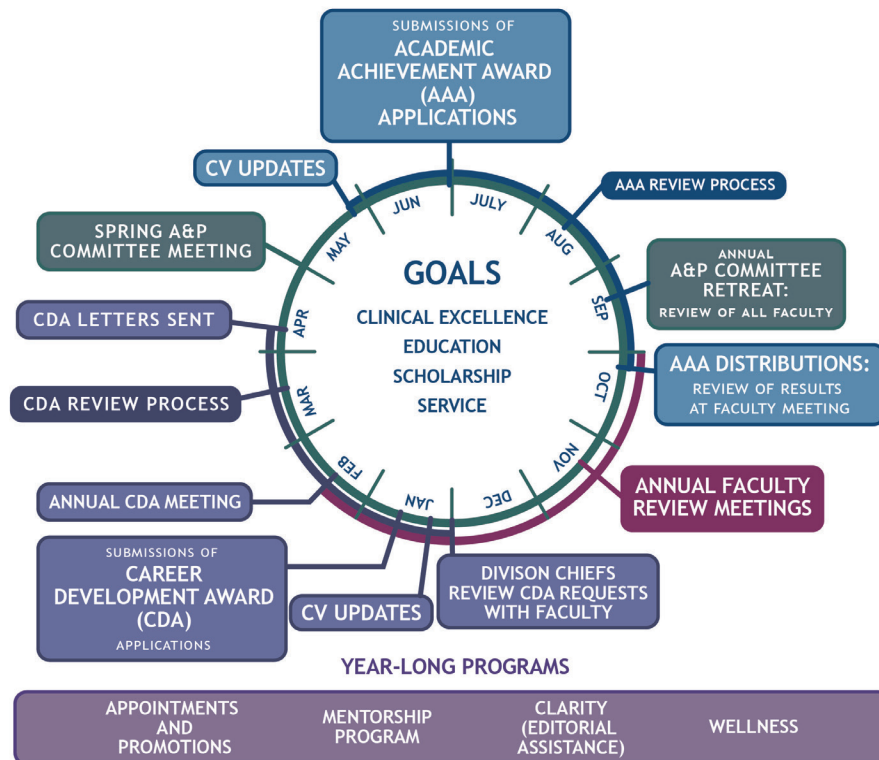 SUBMISSIONS OF
ACADEMIC
ACHIEVEMENT AWARD
(AAA)
APPLICATIONS
CV UPDATES
AAA REVIEW PROCESS
SPRING A&P
COMMITTEE MEETING
ANNUAL
A&P COMMITTEE
RETREAT:
REVIEW OF ALL FACULTY
CDA LETTERS SENT
AAA DISTRIBUTIONS:
REVIEW OF RESULTS
AT FACULTY MEETING
CDA REVIEW PROCESS
ANNUAL FACULTY
REVIEW MEETINGS
ANNUAL CDA MEETING
SUBMISSIONS OF
CAREER
DEVELOPMENT AWARD
(CDA)
APPLICATIONS
CV UPDATES
DIVISON CHIEFS
REVIEW CDA REQUESTS
WITH FACULTY
JAN
FEB
MAR
APR
MAY
JUN
JULY
AUG
SEP
OCT
NOV
DEC
GOALS
CLINICAL EXCELLENCE
EDUCATION
SCHOLARSHIP
SERVICE
YEAR-LONG PROGRAMS
APPOINTMENTS
AND
PROMOTIONS
MENTORSHIP
PROGRAM
CLARITY
(EDITORIAL
ASSISTANCE)
WELLNESS